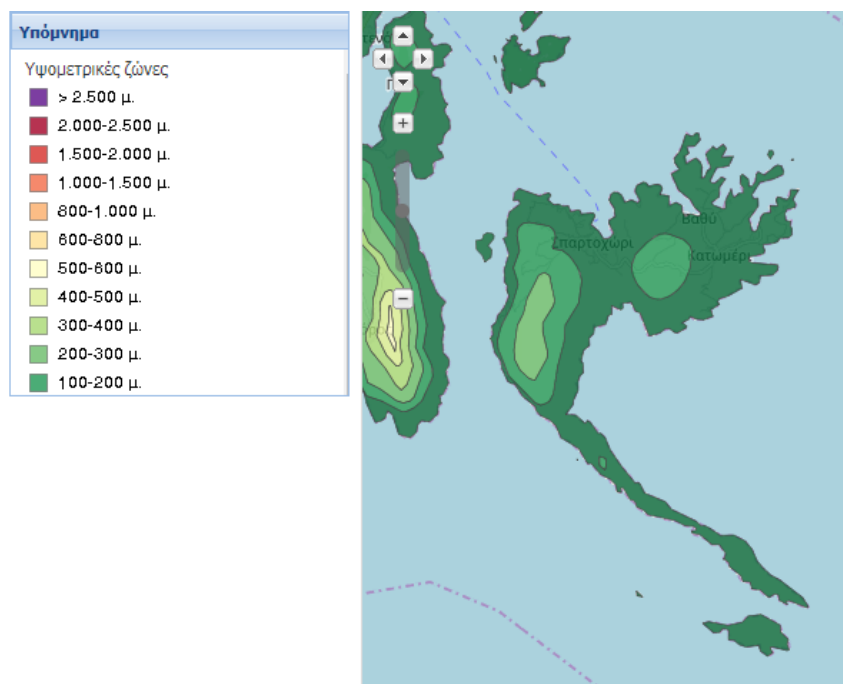 Υπόμνημα
Υψομετρικές ζώνες
> 2.500 μ.
2.000-2.500 μ.
1.500-2.000 μ.
1.000-1.500 μ.
800-1.000 μ.
600-800 μ.
500-600 μ.
400-500 μ.
300-400 μ.
200-300 μ.
100-200 μ.
Βαθύ
Σπαρτοχώρι
Κατωμέρι